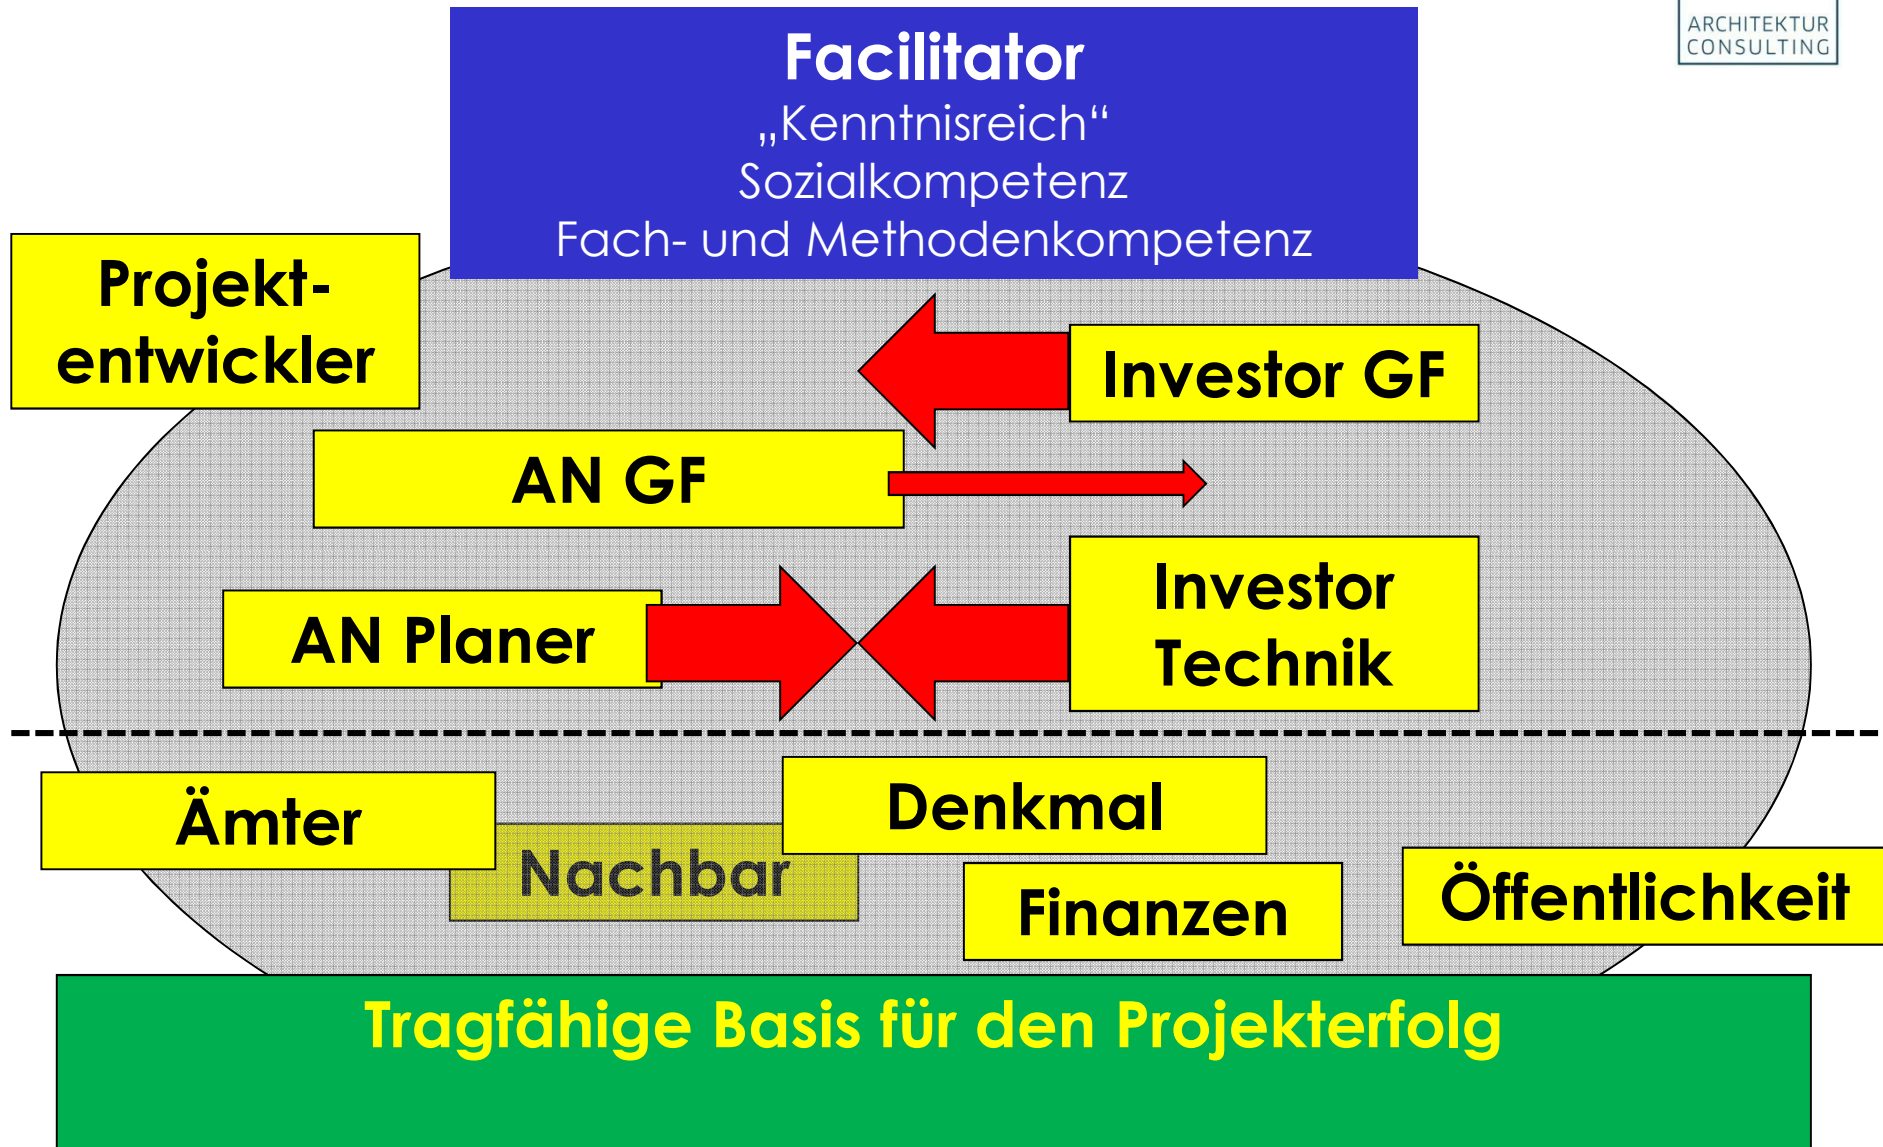 ARCHITEKTUR
CONSULTING
Facilitator
„Kenntnisreich“
Sozialkompetenz
Fach- und Methodenkompetenz
Projekt-
entwickler
Investor GF
AN GF
Investor
Technik
AN Planer
Ämter
Denkmal
Nachbar
Finanzen
Öffentlichkeit
Tragfähige Basis für den Projekterfolg